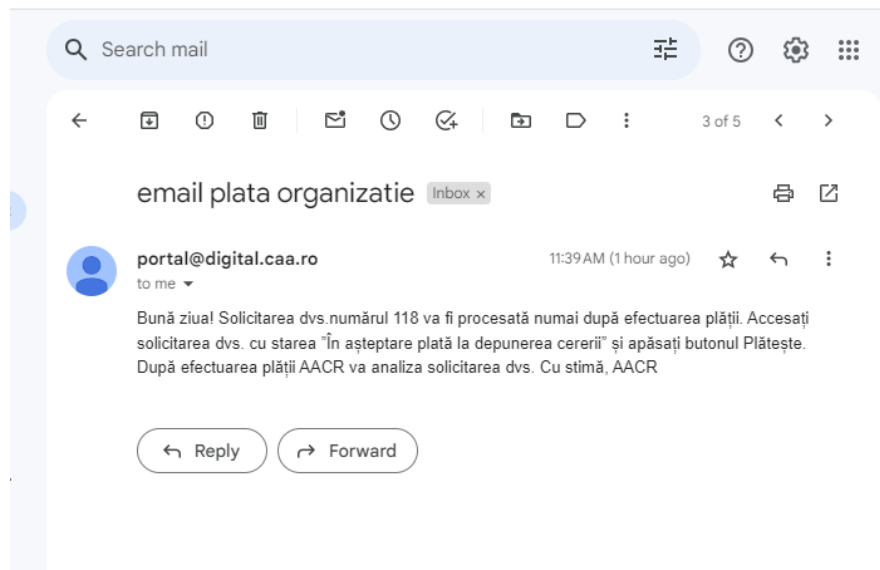 Search mail
3 of 5
email plata organizatie Inbox ×
portal@digital.caa.ro 11:39 AM (1 hour ago)
to me
Bună ziua! Solicitarea dvs.numărul 118 va fi procesată numai după efectuarea plății. Accesați
solicitarea dvs. cu starea "În așteptare plată la depunerea cererii" și apăsați butonul Plătește.
După efectuarea plății AACR va analiza solicitarea dvs. Cu stimă, AACR
Reply Forward